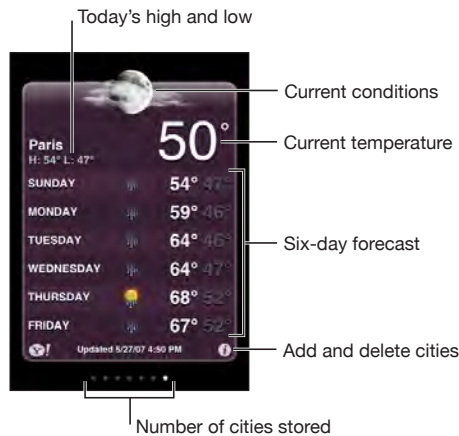 Today's high and low
Current conditions
Paris
H: 54° L: 47°
50°
Current temperature
SUNDAY 54° 47°
MONDAY 59° 46°
TUESDAY 64° 46°
WEDNESDAY 64° 47°
THURSDAY 68° 52°
FRIDAY 67° 52°
Six-day forecast
Y! Updated 5/27/07 4:50 PM i
Add and delete cities
Number of cities stored